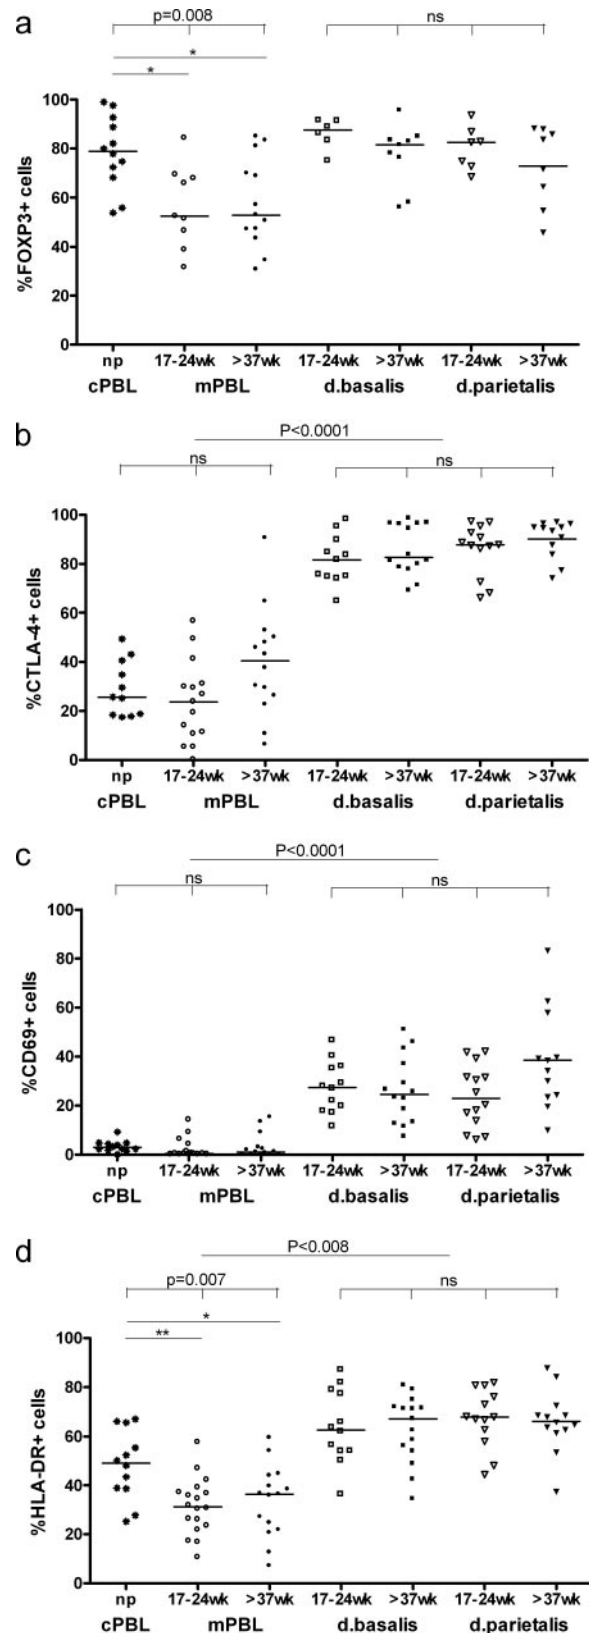 a
p=0.008
ns
*
*
%FOXP3+ cells
100
80
60
40
20
0
np 17-24wk >37wk 17-24wk >37wk 17-24wk >37wk
cPBL mPBL d.basalis d.parietalis
b
P<0.0001
ns
ns
%CTLA-4+ cells
100
80
60
40
20
0
np 17-24wk >37wk 17-24wk >37wk 17-24wk >37wk
cPBL mPBL d.basalis d.parietalis
c
P<0.0001
ns
ns
%CD69+ cells
100
80
60
40
20
0
np 17-24wk >37wk 17-24wk >37wk 17-24wk >37wk
cPBL mPBL d.basalis d.parietalis
d
P<0.008
p=0.007
ns
*
**
%HLA-DR+ cells
100
80
60
40
20
0
np 17-24wk >37wk 17-24wk >37wk 17-24wk >37wk
cPBL mPBL d.basalis d.parietalis